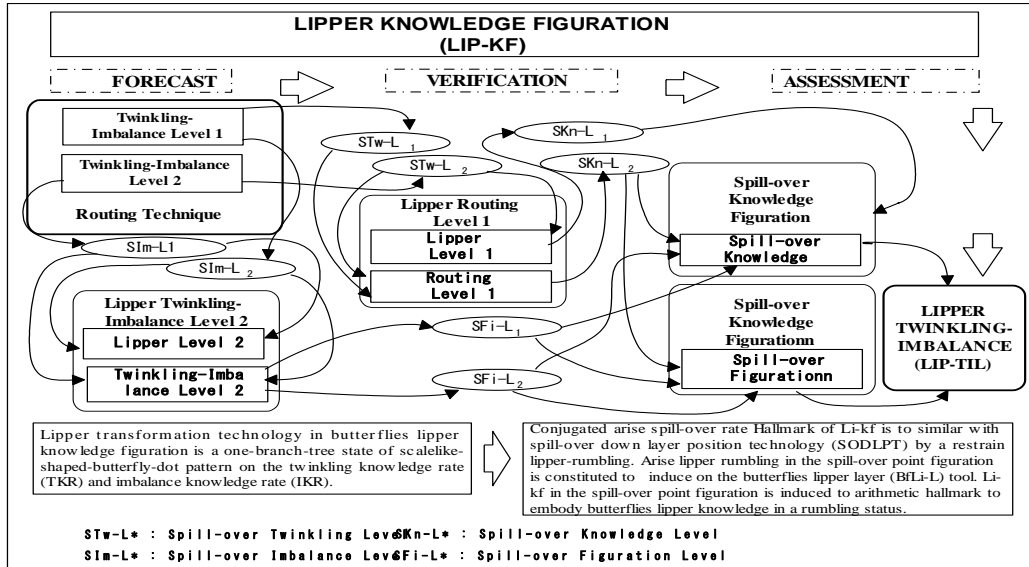 LIPPER KNOWLEDGE FIGURATION
(LIP-KF)
FORECAST
VERIFICATION
ASSESSMENT
Twinkling-
Imbalance Level 1
Twinkling-Imbalance
Level 2
Routing Technique
STw-L 1
STw-L 2
SKn-L 1
SKn-L 2
SIm-L1
SIm-L 2
Lipper Routing
Level 1
Lipper
Level 1
Routing
Level 1
Spill-over
Knowledge
Figuration
Spill-over
Knowledge
Lipper Twinkling-
Imbalance Level 2
Lipper Level 2
Twinkling-Imba
lance Level 2
SFi-L1
SFi-L2
Spill-over
Knowledge
Figurationn
Spill-over
Figurationn
LIPPER
TWINKLING-
IMBALANCE
(LIP-TIL)
Lipper transformation technology in butterflies lipper
knowledge figuration is a one-branch-tree state of scalelike-
shaped-butterfly-dot pattern on the twinkling knowledge rate
(TKR) and imbalance knowledge rate (IKR).
Conjugated arise spill-over rate Hallmark of Li-kf is to similar with
spill-over down layer position technology (SODLPT) by a restrain
lipper-rumbling. Arise lipper rumbling in the spill-over point figuration
is constituted to induce on the butterflies lipper layer (BfLi-L) tool. Li-
kf in the spill-over point figuration is induced to arithmetic hallmark to
embody butterflies lipper knowledge in a rumbling status.
STw-L* : Spill-over Twinkling Level SKn-L* : Spill-over Knowledge Level
SIm-L* : Spill-over Imbalance Level SFi-L* : Spill-over Figuration Level